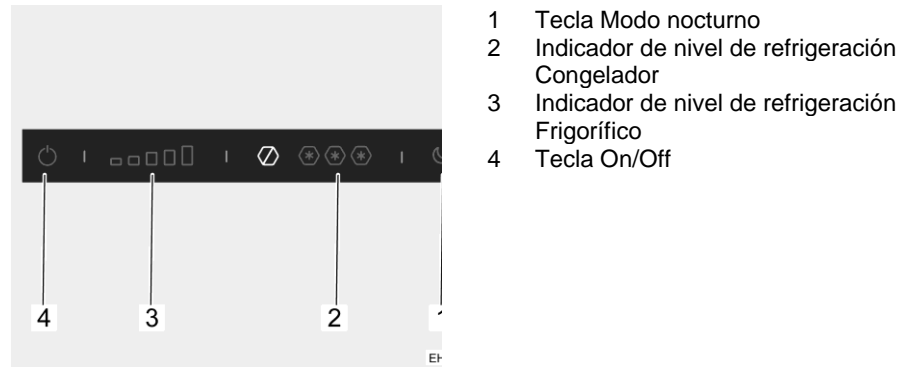 1 Tecla Modo nocturno
2 Indicador de nivel de refrigeración
Congelador
3 Indicador de nivel de refrigeración
Frigorífico
4 Tecla On/Off
4 3 2 1
EH